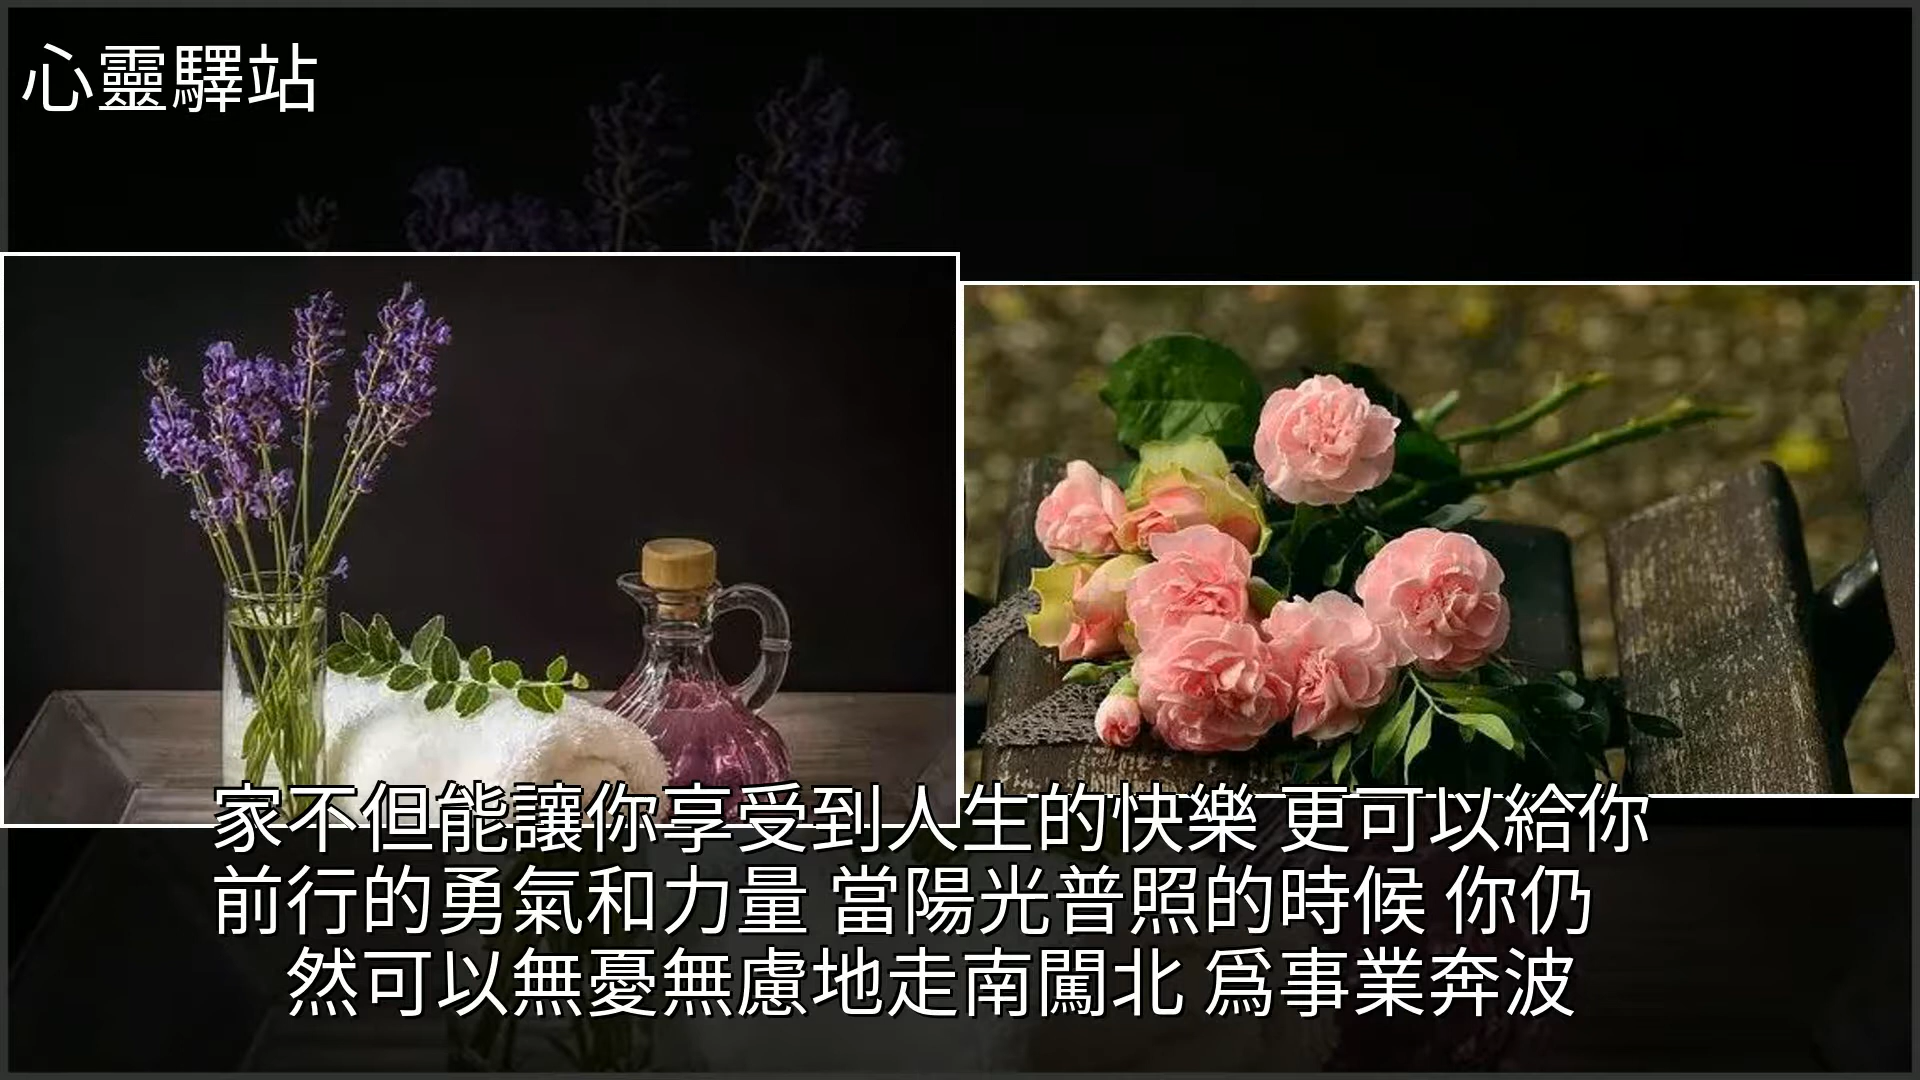 心靈驛站
家不但能讓你享受到人生的快樂 更可以給你
前行的勇氣和力量 當陽光普照的時候 你仍
然可以無憂無慮地走南闖北 爲事業奔波